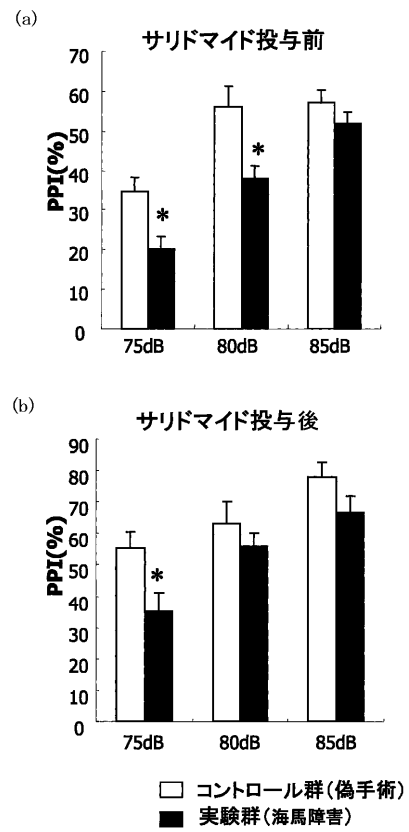 (a)
サリドマイド投与前
PPI(%)
70
60
50
40
30
20
10
0
*
*
75dB
80dB
85dB
(b)
サリドマイド投与後
PPI(%)
90
80
70
60
50
40
30
20
10
0
*
75dB
80dB
85dB
コントロール群(偽手術)
実験群(海馬障害)